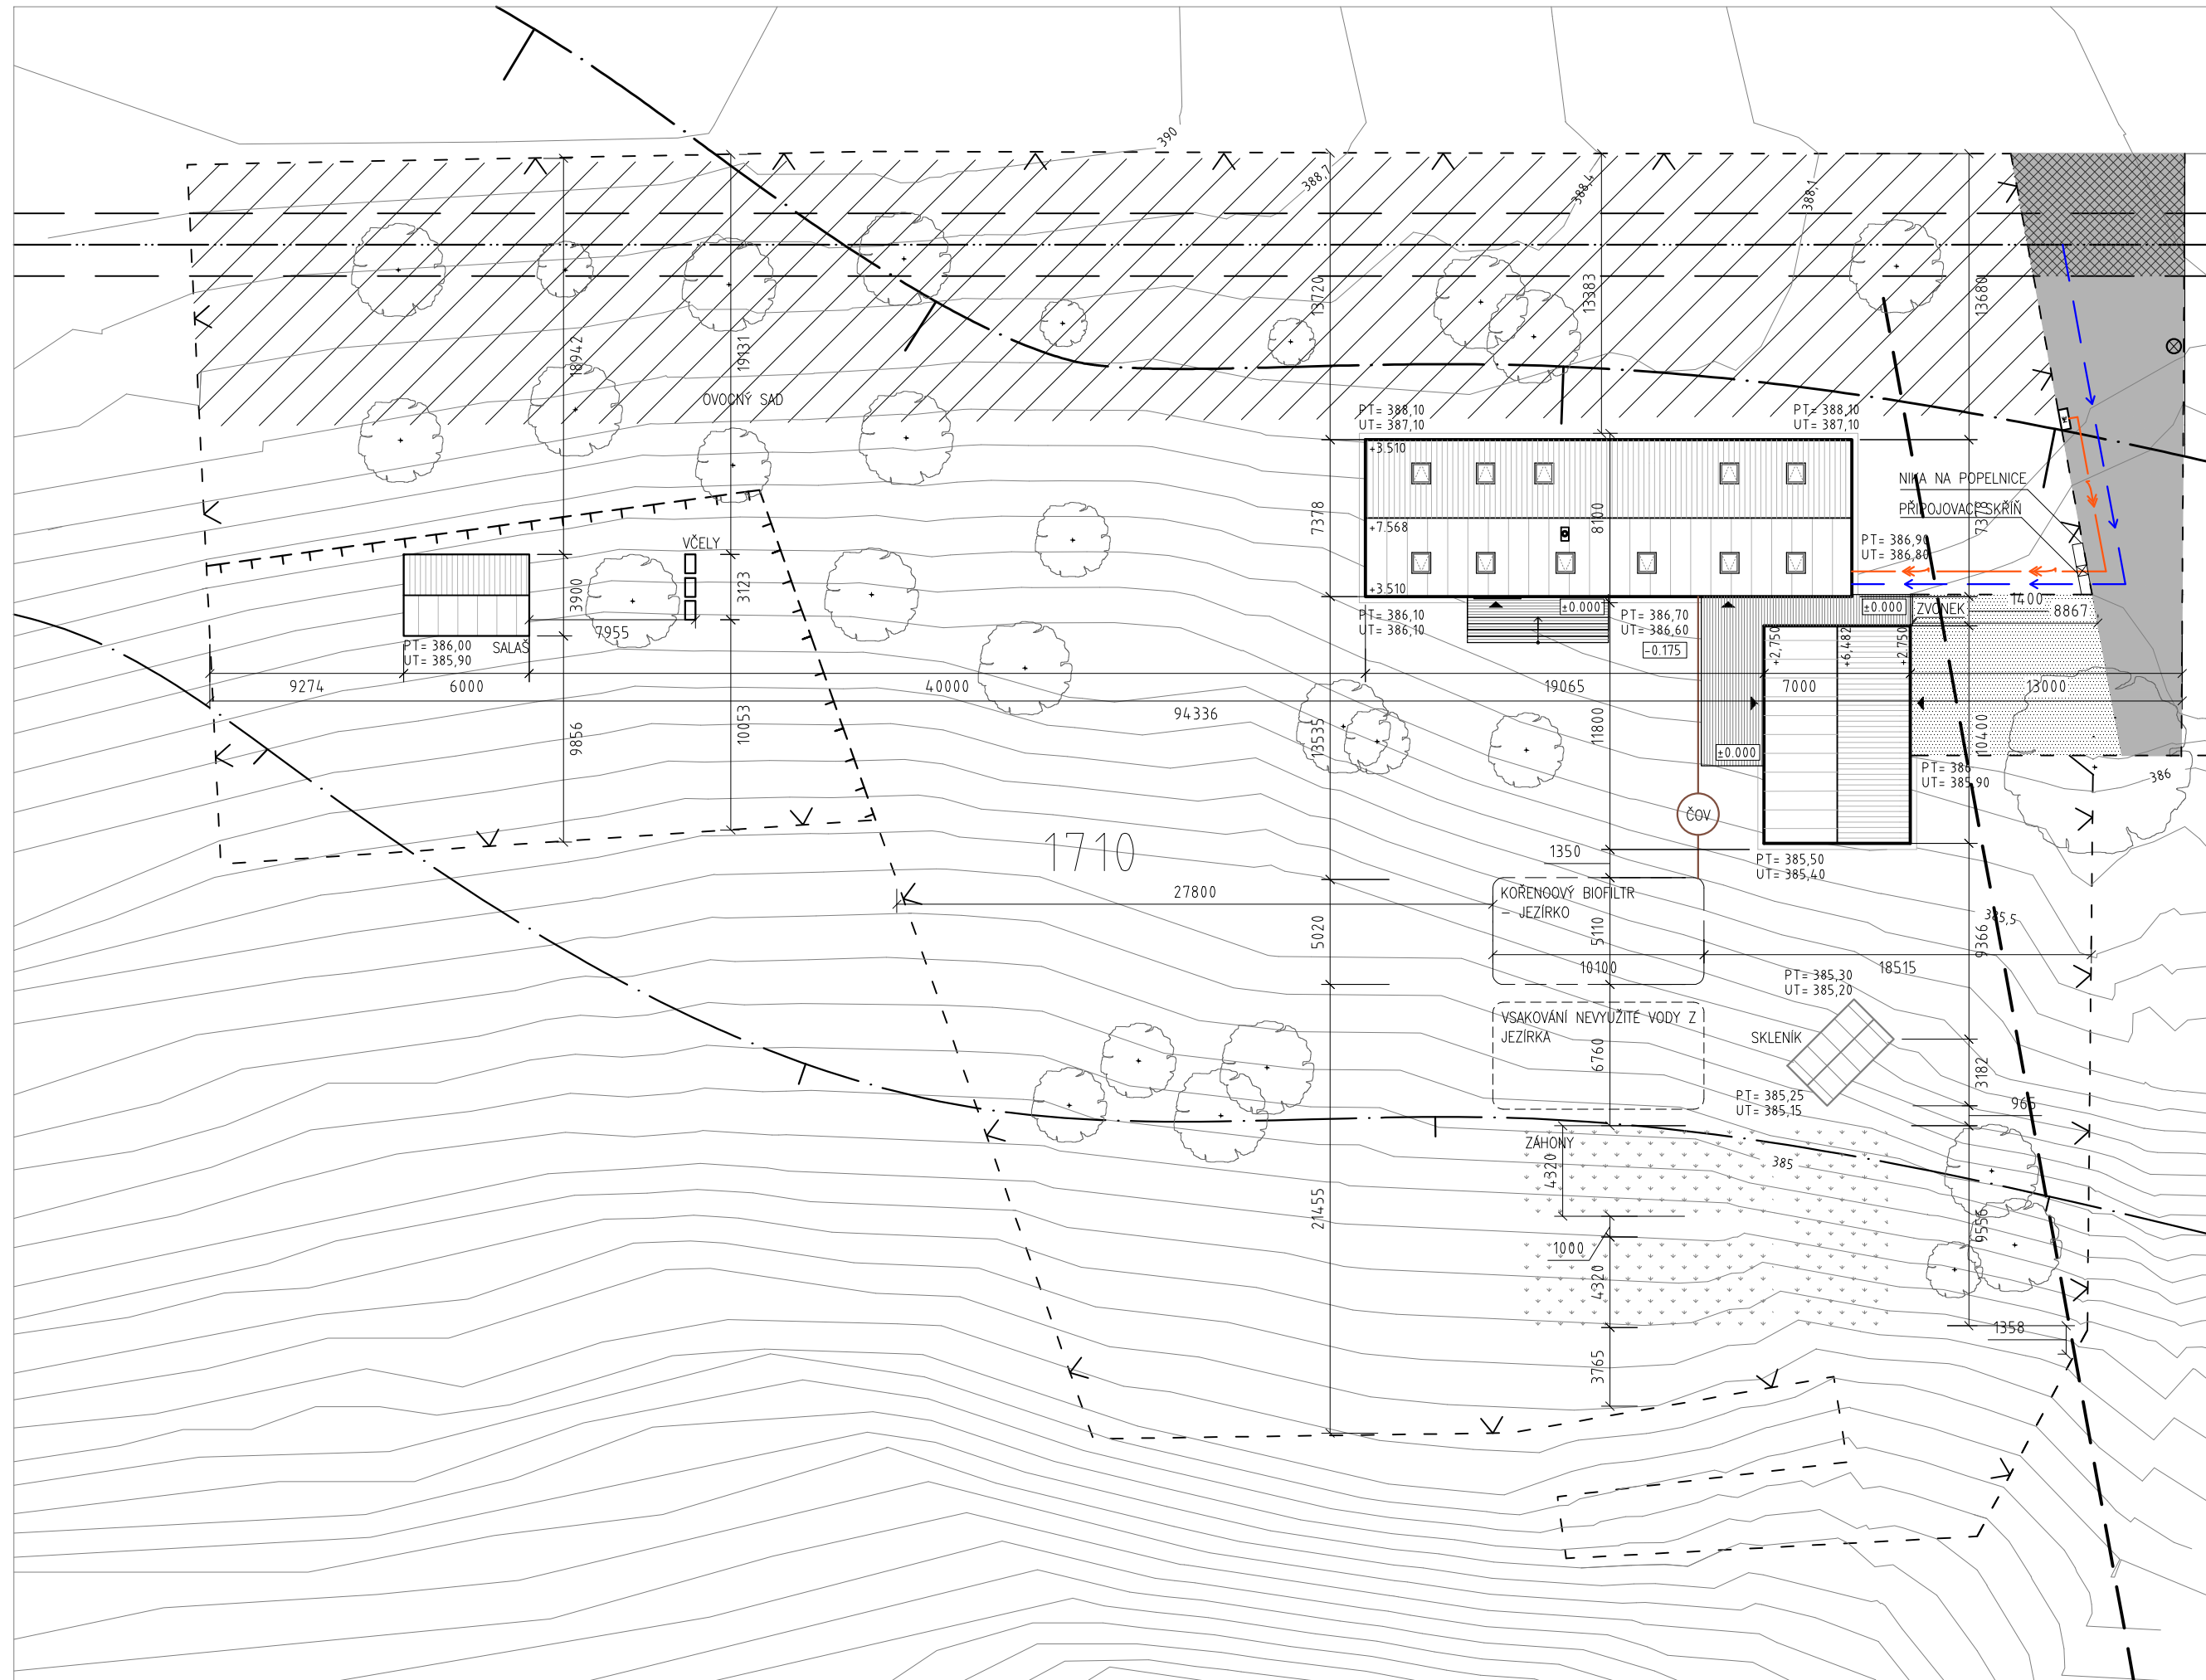 390
388,7
388,4
388,1
13720
13383
13680
18942
19131
OVOCNÝ SAD
PT= 388,10
UT= 387,10
PT= 388,10
UT= 387,10
+3.510
NIKA NA POPELNICE
PŘIPOJOVACÍ SKŘÍŇ
7378
+7.568
8100
7378
VČELY
PT= 386,90
UT= 386,80
3900
3123
+3.510
±0.000
±0.000
1400
ZVONEK
8867
PT= 386,10
UT= 386,10
PT= 386,70
UT= 386,60
-0.175
7955
PT= 386,00
UT= 385,90
SALAŠ
+2,750
+6,482
+2,750
9274
6000
40000
19065
7000
13000
94336
9856
10053
13535
11800
±0.000
10400
PT= 386
UT= 385,90
386
ČOV
1710
1350
PT= 385,50
UT= 385,40
27800
KOŘENOOVÝ BIOFILTR
– JEZÍRKO
385,5
5020
5110
9366
10100
18515
PT= 385,30
UT= 385,20
VSAKOVÁNÍ NEVYUŽITÉ VODY Z
JEZÍRKA
SKLENÍK
6760
3182
PT= 385,25
UT= 385,15
965
ZÁHONY
4320
385
21455
9556
1000
4320
1358
3765